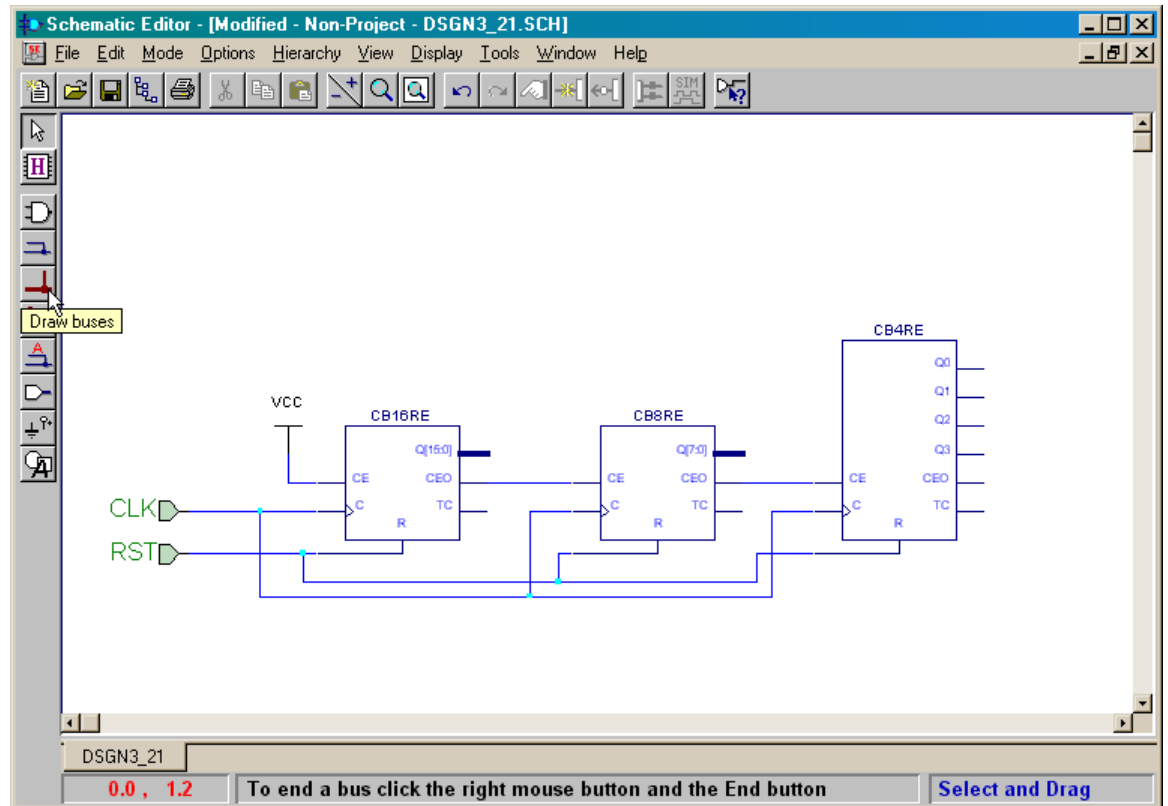 Schematic Editor - [Modified - Non-Project - DSGN3_21.SCH]
File Edit Mode Options Hierarchy View Display Tools Window Help
SIM
H
Draw buses
A
A
VCC
CB16RE
Q[15:0]
CE CEO
C TC
R
CB8RE
Q[7:0]
CE CEO
C TC
R
CB4RE
Q0
Q1
Q2
Q3
CE CEO
C TC
R
CLK
RST
DSGN3_21
0.0 , 1.2 To end a bus click the right mouse button and the End button Select and Drag